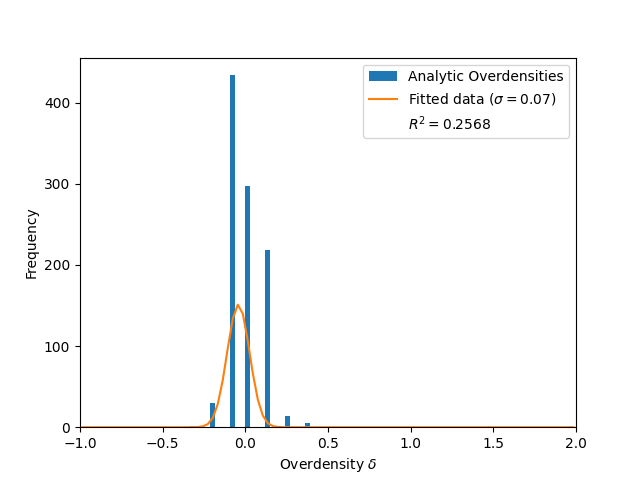 Analytic Overdensities
Fitted data (σ = 0.07)
R² = 0.2568
Frequency
400
300
200
100
0
−1.0 −0.5 0.0 0.5 1.0 1.5 2.0
Overdensity δ